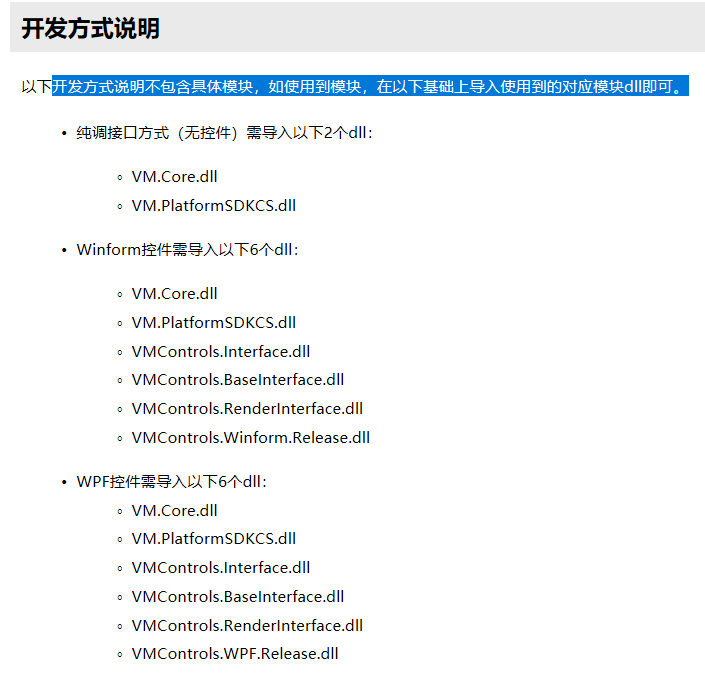 开发方式说明
以下开发方式说明不包含具体模块，如使用到模块，在以下基础上导入使用到的对应模块dll即可。
• 纯调接口方式（无控件）需导入以下2个dll：
◦ VM.Core.dll
◦ VM.PlatformSDKCS.dll
• Winform控件需导入以下6个dll：
◦ VM.Core.dll
◦ VM.PlatformSDKCS.dll
◦ VMControls.Interface.dll
◦ VMControls.BaseInterface.dll
◦ VMControls.RenderInterface.dll
◦ VMControls.Winform.Release.dll
• WPF控件需导入以下6个dll：
◦ VM.Core.dll
◦ VM.PlatformSDKCS.dll
◦ VMControls.Interface.dll
◦ VMControls.BaseInterface.dll
◦ VMControls.RenderInterface.dll
◦ VMControls.WPF.Release.dll